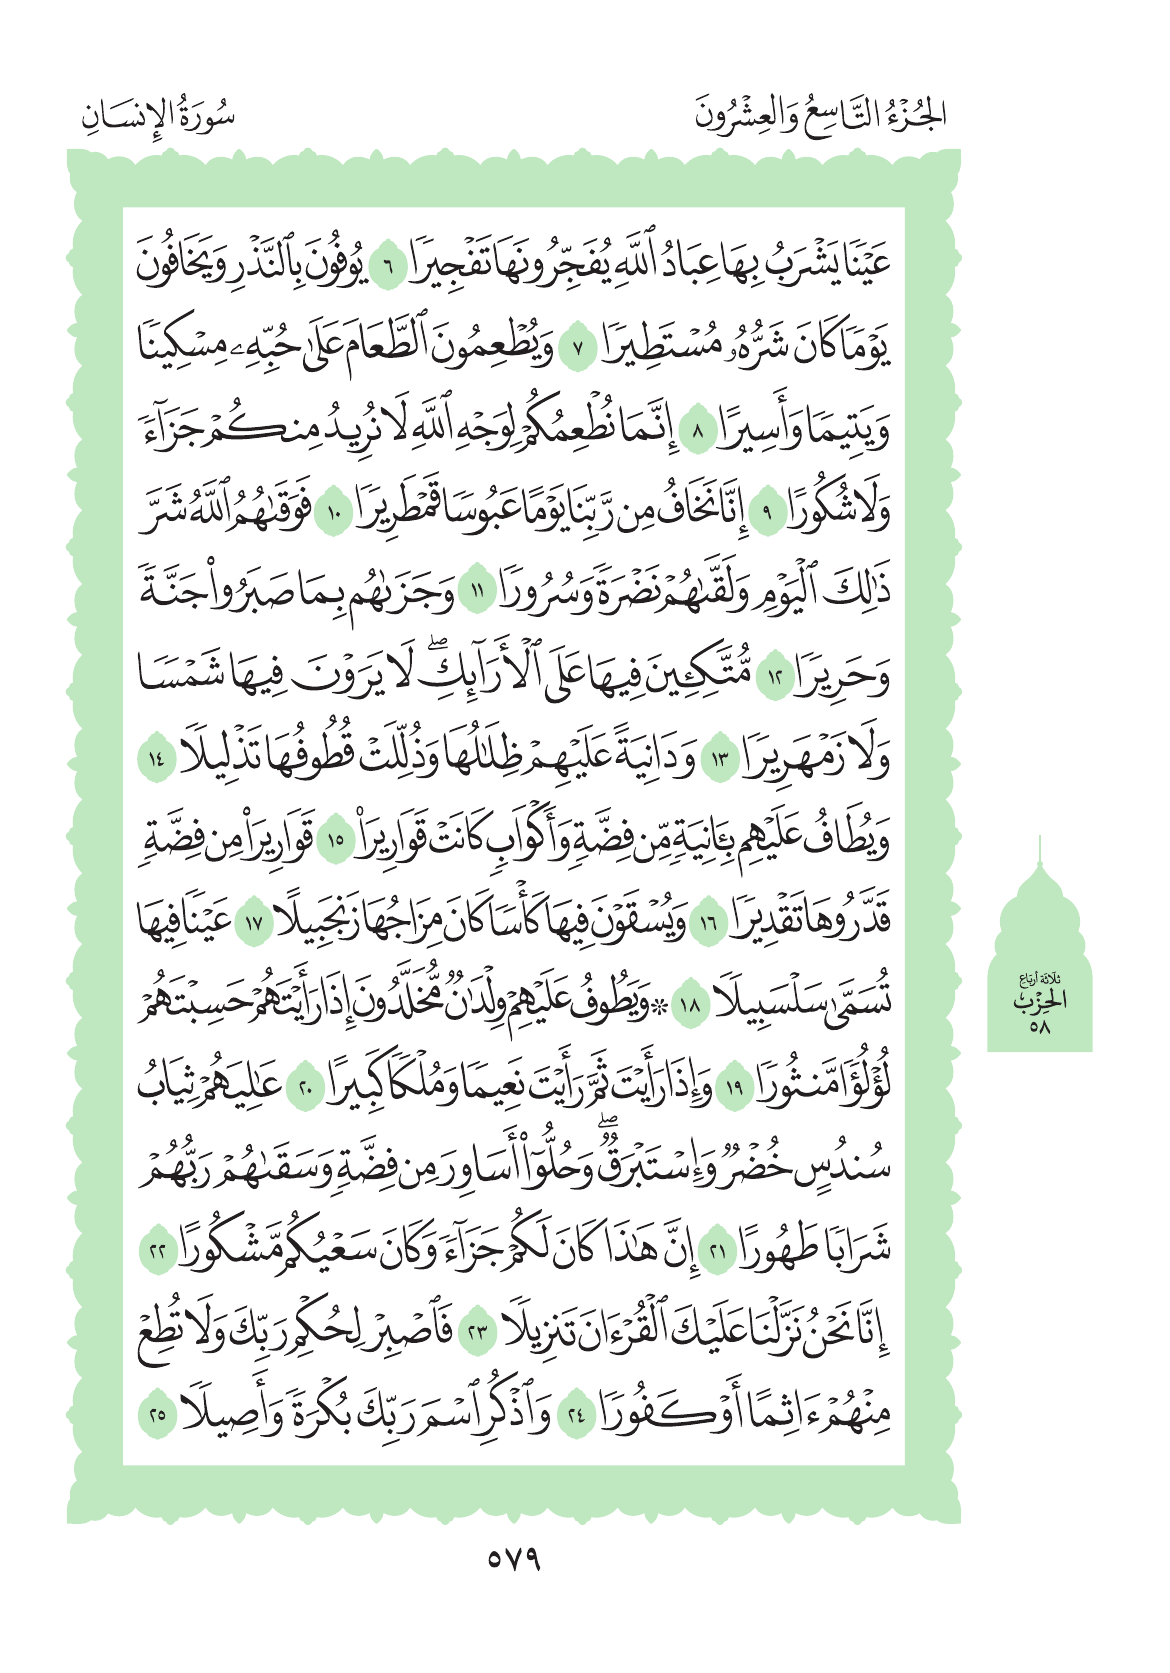 الجُزْءُ التَّاسِعُ وَالعِشْرُونَ
سُورَةُ الإِنسَانِ
عَيْنٗا يَشْرَبُ بِهَا عِبَادُ ٱللَّهِ يُفَجِّرُونَهَا تَفْجِيرٗا ٦ يُوفُونَ بِٱلنَّذْرِ وَيَخَافُونَ
يَوْمٗا كَانَ شَرُّهُۥ مُسْتَطِيرٗا ٧ وَيُطْعِمُونَ ٱلطَّعَامَ عَلَىٰ حُبِّهِۦ مِسْكِينٗا
وَيَتِيمٗا وَأَسِيرًا ٨ إِنَّمَا نُطْعِمُكُمْ لِوَجْهِ ٱللَّهِ لَا نُرِيدُ مِنكُمْ جَزَآءٗ
وَلَا شُكُورًا ٩ إِنَّا نَخَافُ مِن رَّبِّنَا يَوْمًا عَبُوسٗا قَمْطَرِيرٗا ١٠ فَوَقَىٰهُمُ ٱللَّهُ شَرَّ
ذَٰلِكَ ٱلْيَوْمِ وَلَقَّىٰهُمْ نَضْرَةٗ وَسُرُورٗا ١١ وَجَزَىٰهُم بِمَا صَبَرُوا۟ جَنَّةٗ
وَحَرِيرٗا ١٢ مُّتَّكِـِٔينَ فِيهَا عَلَى ٱلْأَرَآئِكِۖ لَا يَرَوْنَ فِيهَا شَمْسٗا
وَلَا زَمْهَرِيرٗا ١٣ وَدَانِيَةً عَلَيْهِمْ ظِلَٰلُهَا وَذُلِّلَتْ قُطُوفُهَا تَذْلِيلٗا ١٤
وَيُطَافُ عَلَيْهِم بِـَٔانِيَةٖ مِّن فِضَّةٖ وَأَكْوَابٖ كَانَتْ قَوَارِيرَا۠ ١٥ قَوَارِيرَا۟ مِن فِضَّةٖ
قَدَّرُوهَا تَقْدِيرٗا ١٦ وَيُسْقَوْنَ فِيهَا كَأْسٗا كَانَ مِزَاجُهَا زَنجَبِيلًا ١٧ عَيْنٗا فِيهَا
تُسَمَّىٰ سَلْسَبِيلٗا ١٨ ۞وَيَطُوفُ عَلَيْهِمْ وِلْدَٰنٞ مُّخَلَّدُونَ إِذَا رَأَيْتَهُمْ حَسِبْتَهُمْ
لُؤْلُؤٗا مَّنثُورٗا ١٩ وَإِذَا رَأَيْتَ ثَمَّ رَأَيْتَ نَعِيمٗا وَمُلْكٗا كَبِيرًا ٢٠ عَٰلِيَهُمْ ثِيَابُ
سُندُسٍ خُضْرٞ وَإِسْتَبْرَقٞۖ وَحُلُّوٓا۟ أَسَاوِرَ مِن فِضَّةٖ وَسَقَىٰهُمْ رَبُّهُمْ
شَرَابٗا طَهُورًا ٢١ إِنَّ هَٰذَا كَانَ لَكُمْ جَزَآءٗ وَكَانَ سَعْيُكُم مَّشْكُورًا ٢٢
إِنَّا نَحْنُ نَزَّلْنَا عَلَيْكَ ٱلْقُرْءَانَ تَنزِيلٗا ٢٣ فَٱصْبِرْ لِحُكْمِ رَبِّكَ وَلَا تُطِعْ
مِنْهُمْ ءَاثِمًا أَوْ كَفُورٗا ٢٤ وَٱذْكُرِ ٱسْمَ رَبِّكَ بُكْرَةٗ وَأَصِيلٗا ٢٥
ثلاثة أرباع
الحِزْب
٥٨
٥٧٩